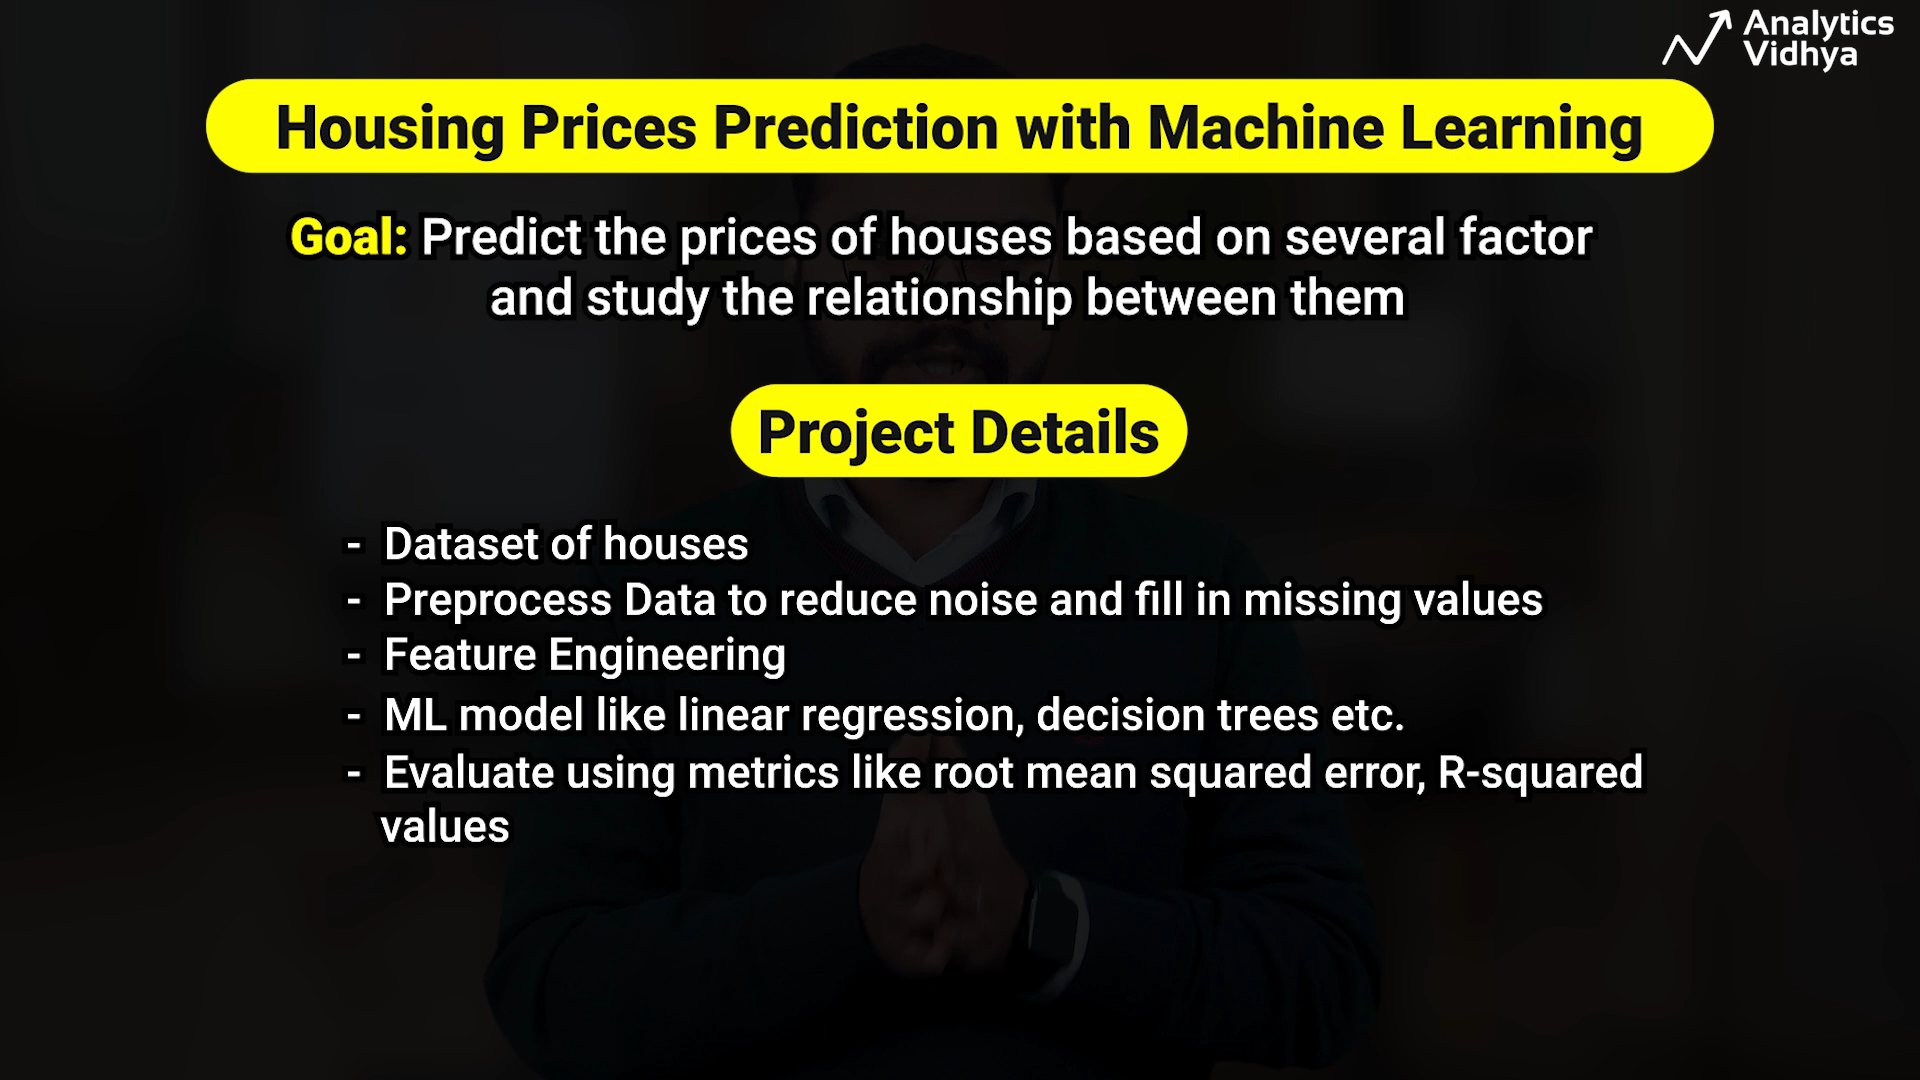 Analytics
Vidhya
Housing Prices Prediction with Machine Learning
Goal: Predict the prices of houses based on several factor
and study the relationship between them
Project Details
- Dataset of houses
- Preprocess Data to reduce noise and fill in missing values
- Feature Engineering
- ML model like linear regression, decision trees etc.
- Evaluate using metrics like root mean squared error, R-squared
values